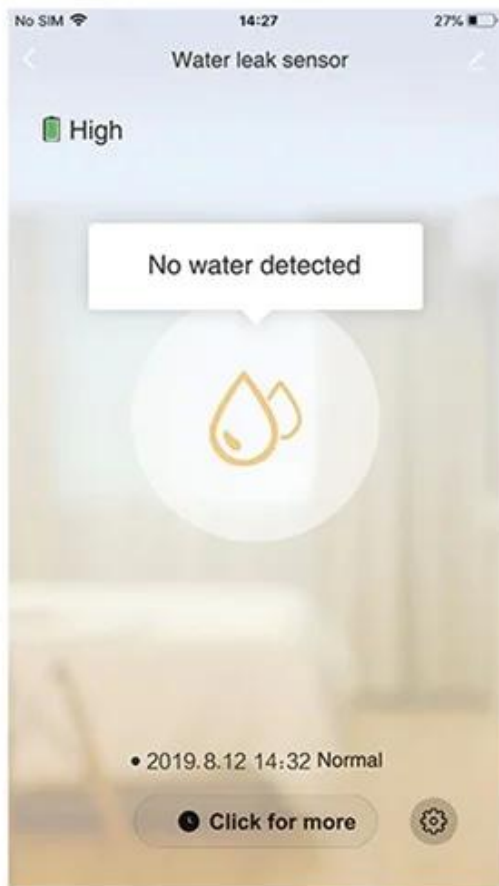 No SIM 14:27 27%
Water leak sensor
High
No water detected
• 2019.8.12 14:32 Normal
Click for more